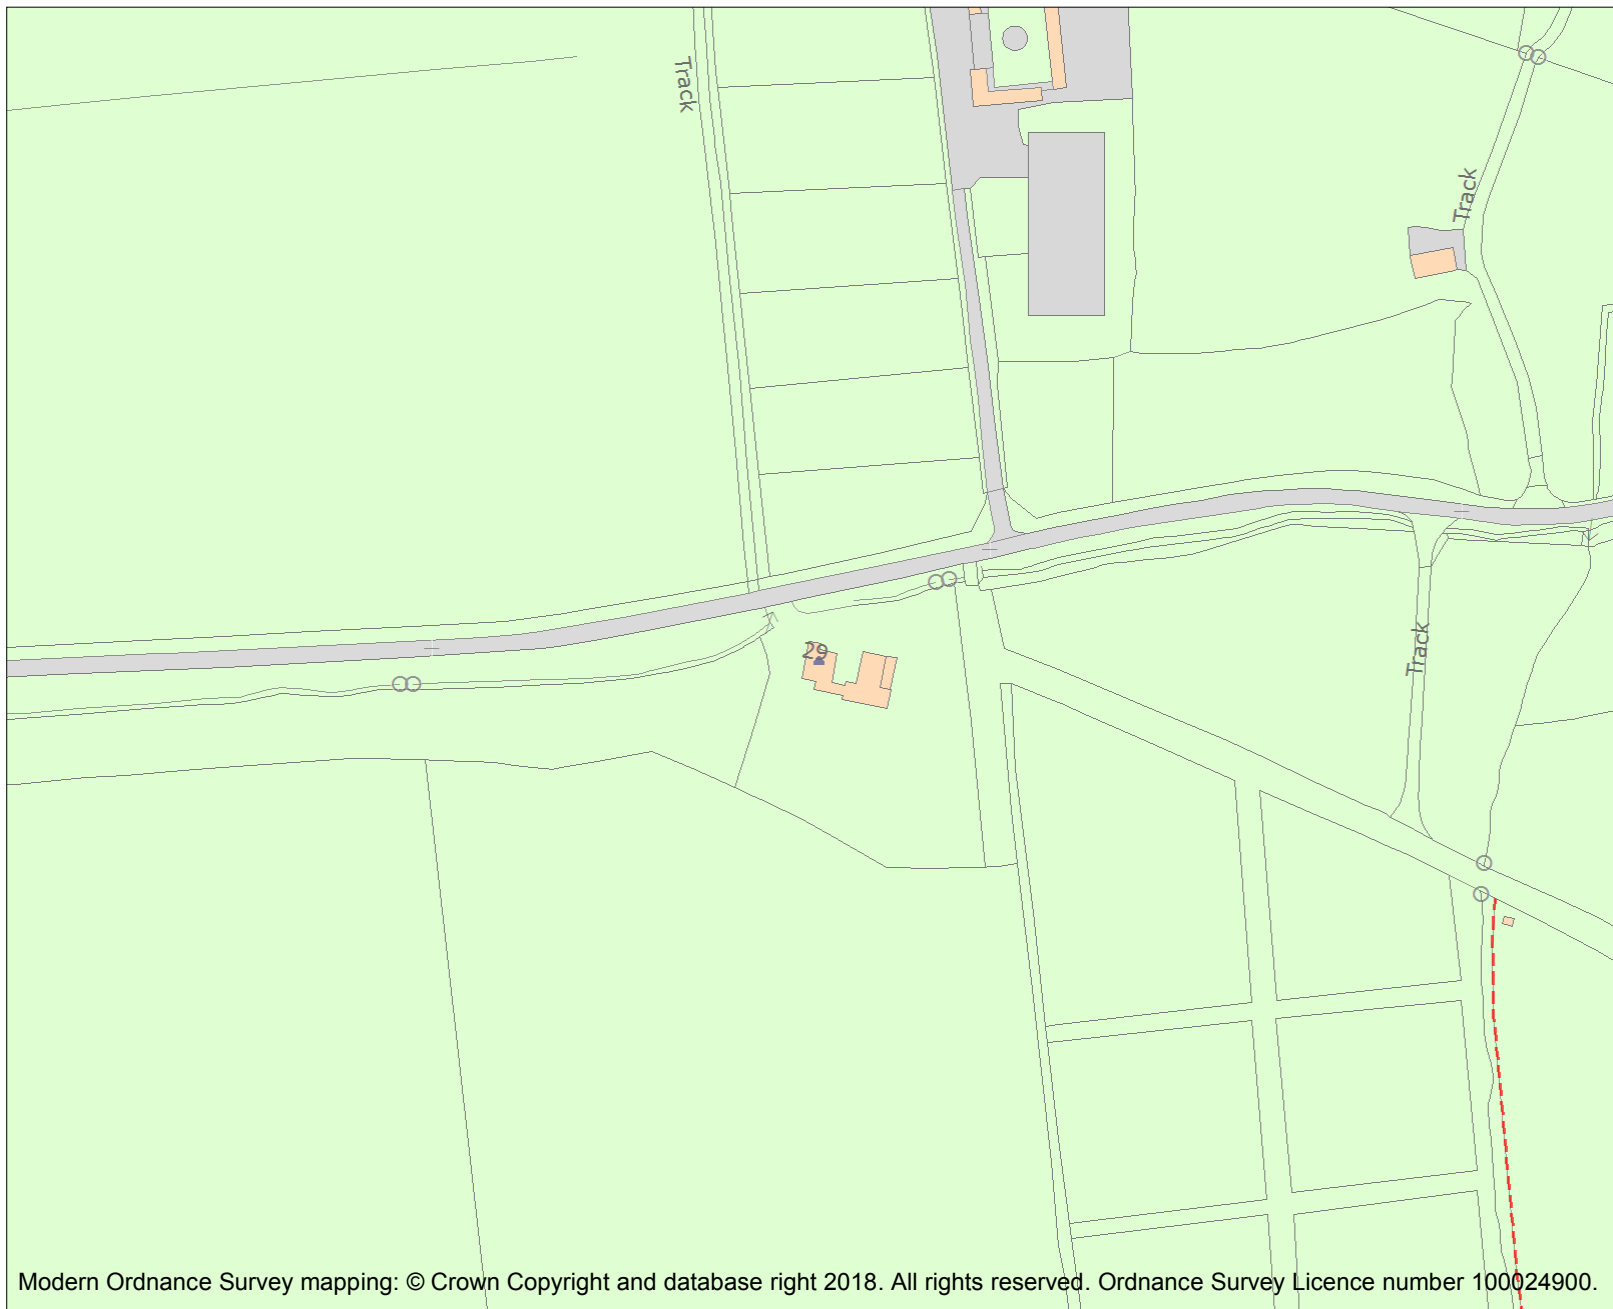 Track
Track
29
Track
Modern Ordnance Survey mapping: © Crown Copyright and database right 2018. All rights reserved. Ordnance Survey Licence number 100024900.